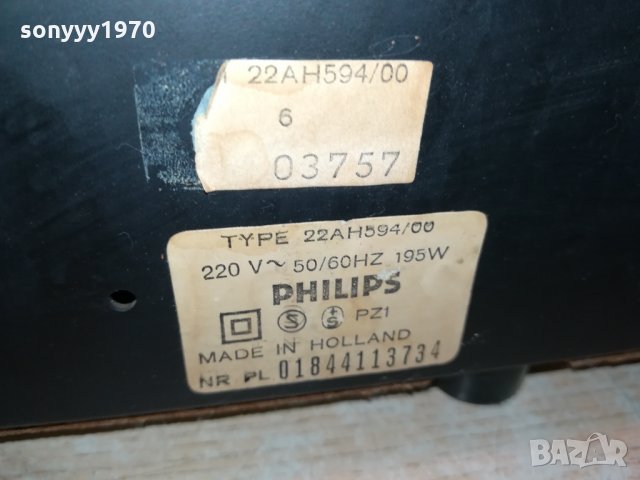 sonyyy1970
22AH594/00
6
03757
TYPE 22AH594/00
220 V~ 50/60HZ 195W
PHILIPS
S +S PZ1
MADE IN HOLLAND
NR PL 01844113734
BAZAR